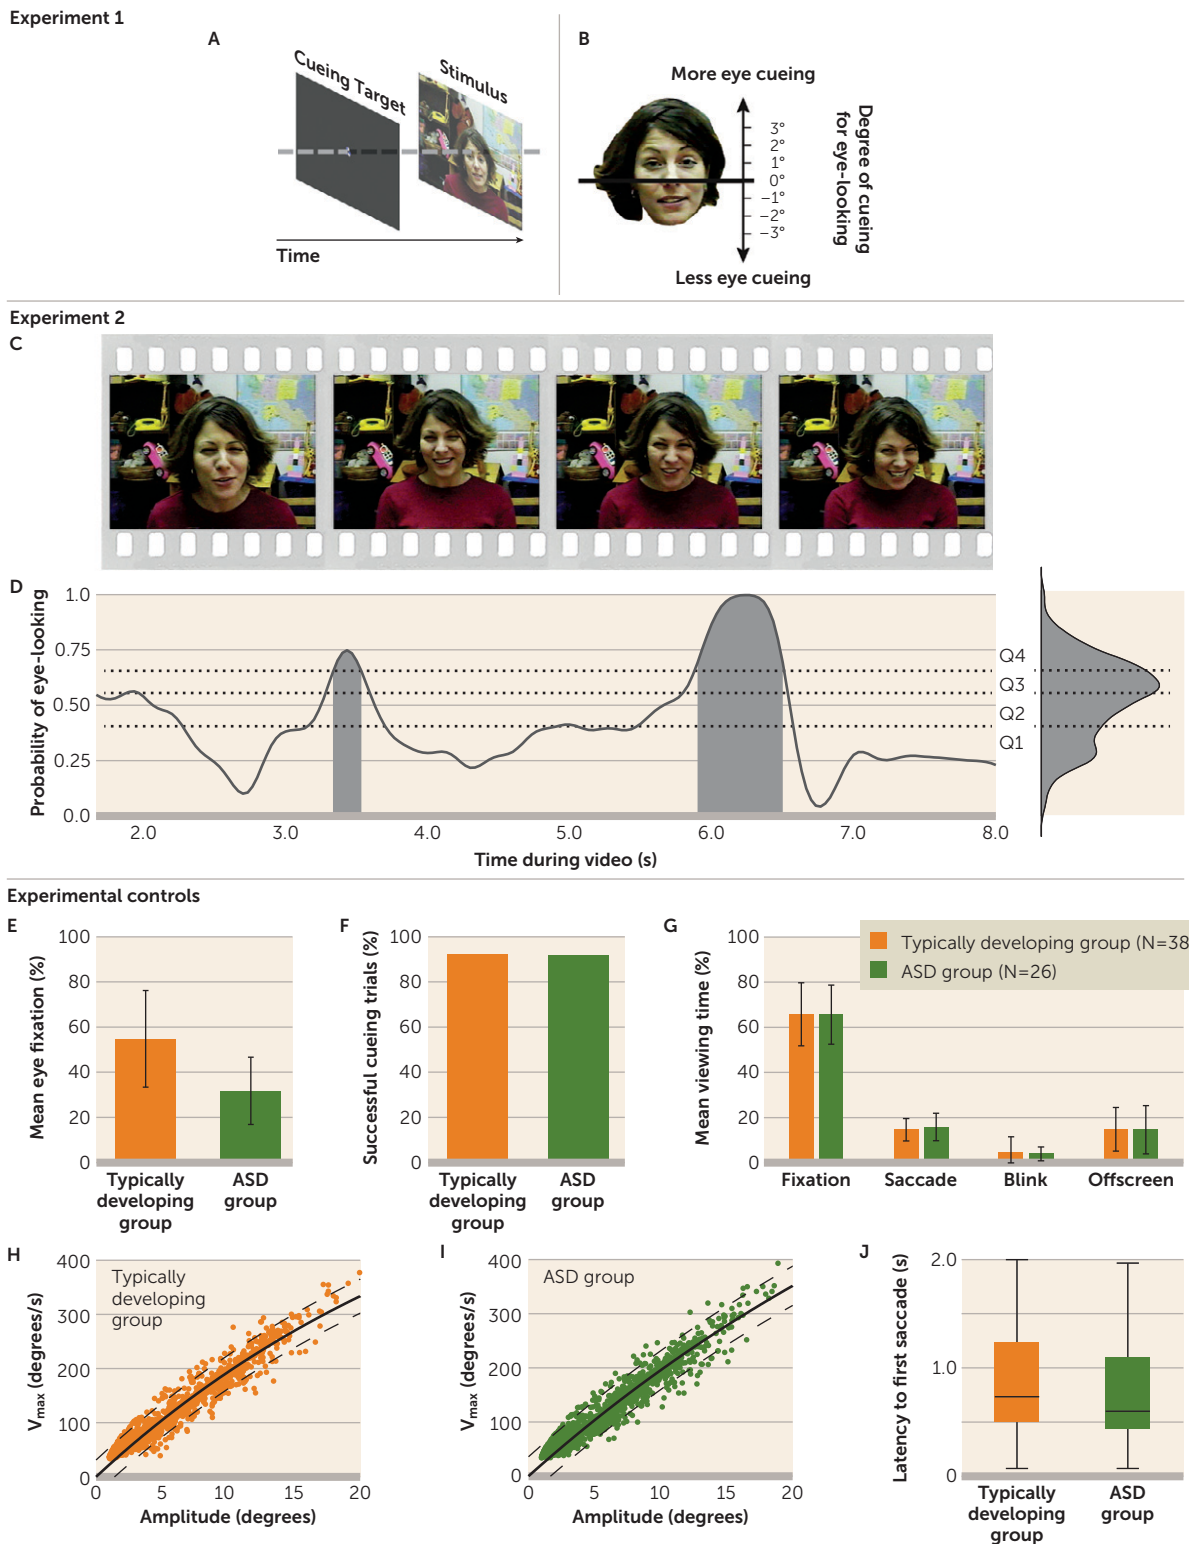 Experiment 1
A
Cueing Target
Stimulus
Time
B
More eye cueing
3°
2°
1°
0°
−1°
−2°
−3°
Degree of cueing
for eye-looking
Less eye cueing
Experiment 2
C
D
Probability of eye-looking
1.0
0.75
0.50
0.25
0.0
2.0
3.0
4.0
5.0
6.0
7.0
8.0
Time during video (s)
Q4
Q3
Q2
Q1
Experimental controls
E
Mean eye fixation (%)
100
80
60
40
20
0
Typically
developing
group
ASD
group
F
Successful cueing trials (%)
100
80
60
40
20
0
Typically
developing
group
ASD
group
G
Mean viewing time (%)
100
80
60
40
20
0
Typically developing group (N=38
ASD group (N=26)
Fixation
Saccade
Blink
Offscreen
H
Vmax (degrees/s)
400
300
200
100
0
Typically
developing
group
0
5
10
15
20
Amplitude (degrees)
I
Vmax (degrees/s)
400
300
200
100
0
ASD group
0
5
10
15
20
Amplitude (degrees)
J
Latency to first saccade (s)
2.0
1.0
0
Typically
developing
group
ASD
group